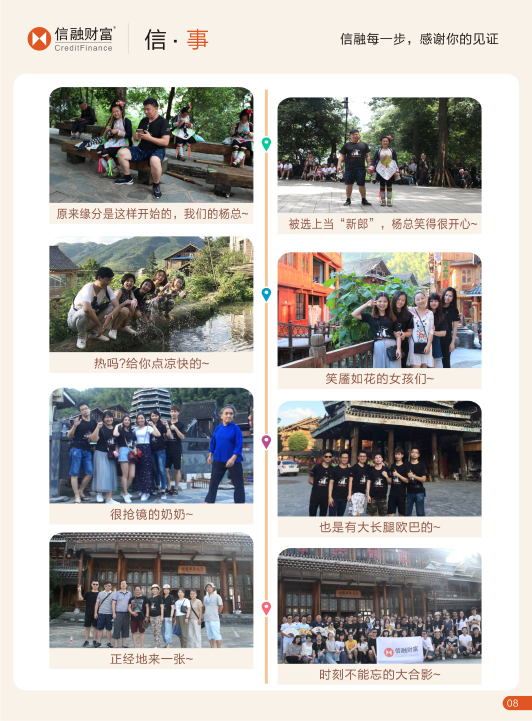 信融财富®
CreditFinance
信·事
信融每一步，感谢你的见证
原来缘分是这样开始的，我们的杨总~
被选上当“新郎”，杨总笑得很开心~
热吗?给你点凉快的~
笑靥如花的女孩们~
很抢镜的奶奶~
也是有大长腿欧巴的~
正经地来一张~
信融财富
时刻不能忘的大合影~
08